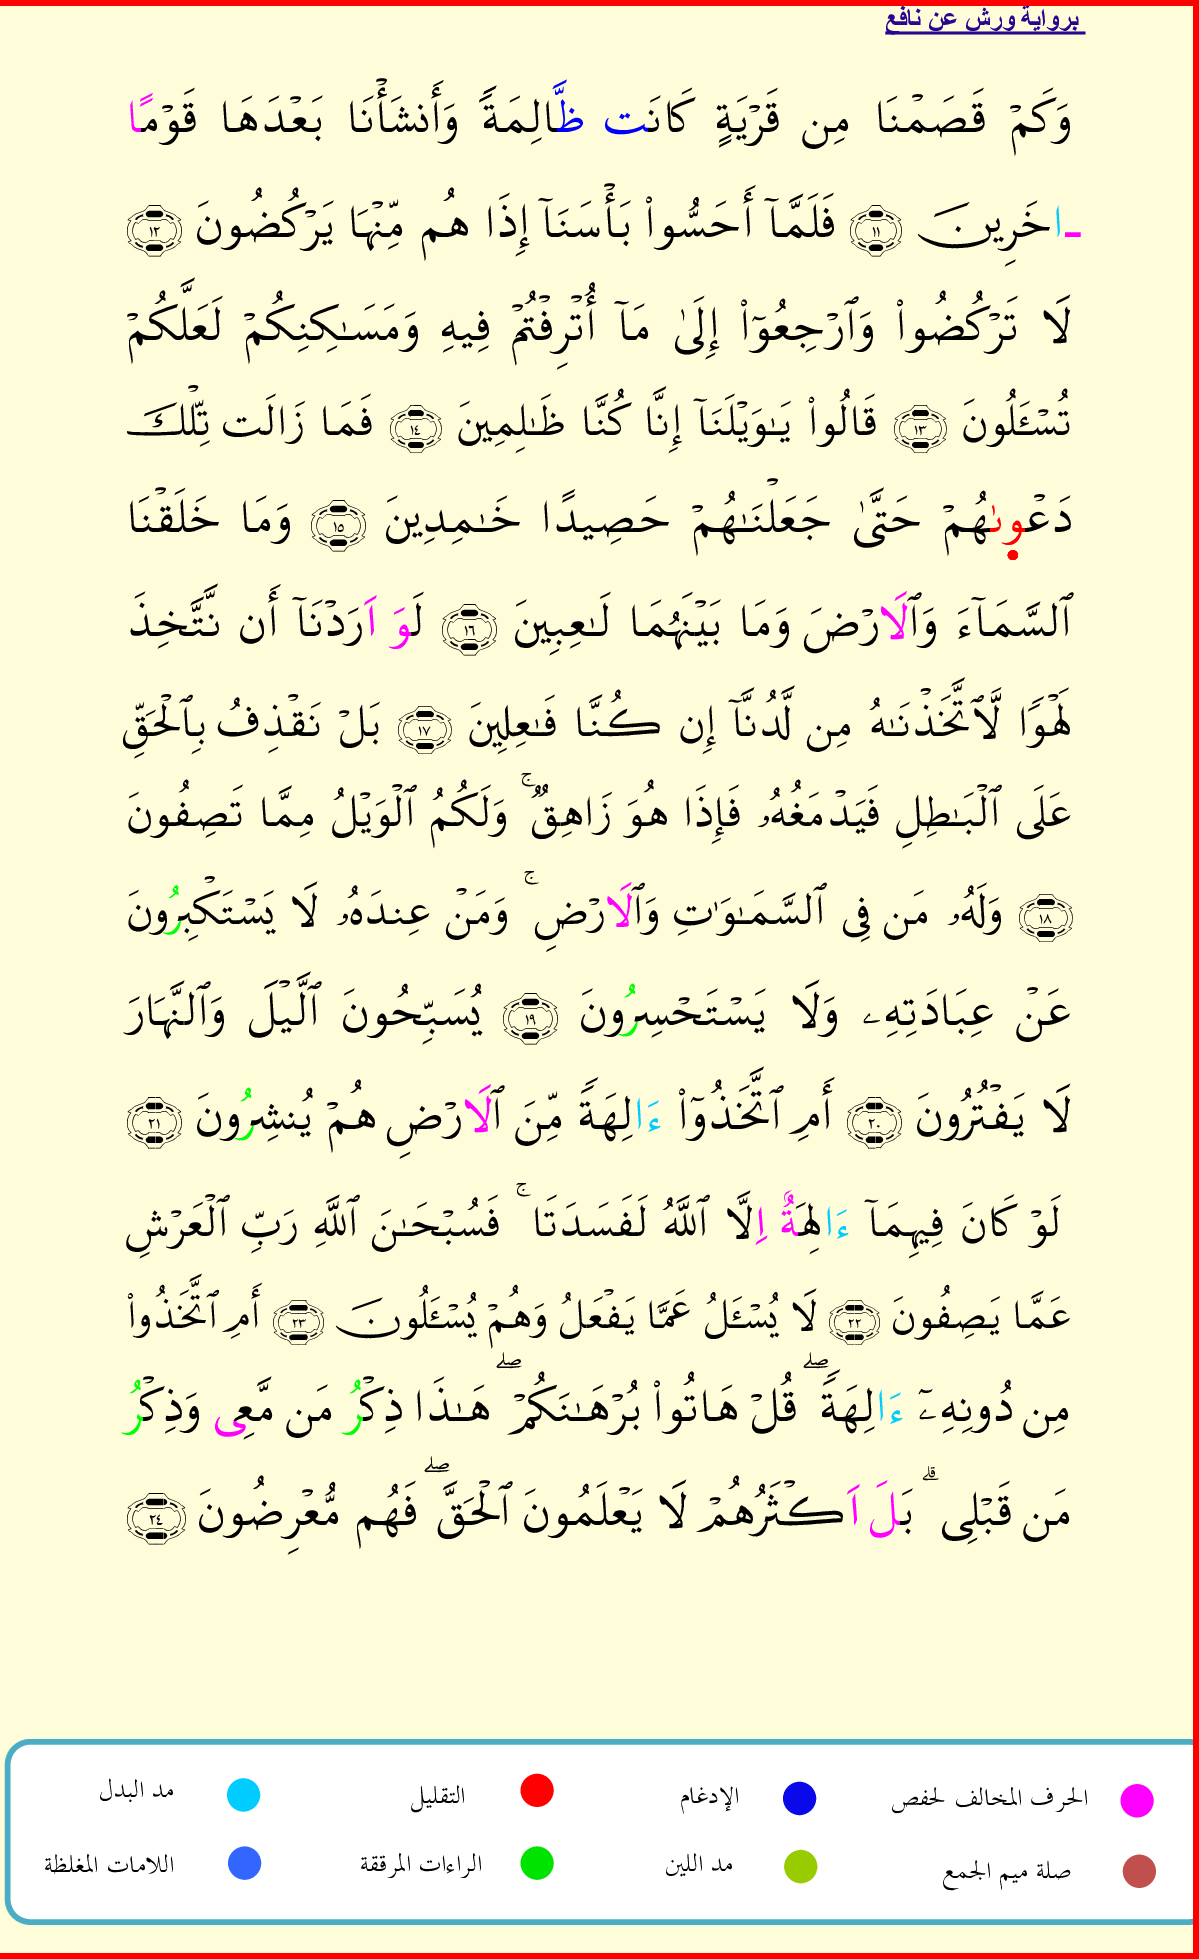 برواية ورش عن نافع
وَكَمْ قَصَمْنَا مِن قَرْيَةٍ كَانَت ظَّالِمَةً وَأَنشَأْنَا بَعْدَهَا قَوْمًا
ـاخَرِينَ ١١ فَلَمَّآ أَحَسُّواْ بَأْسَنَآ إِذَا هُم مِّنْهَا يَرْكُضُونَ ١٢
لَا تَرْكُضُواْ وَٱرْجِعُوٓاْ إِلَىٰ مَآ أُتْرِفْتُمْ فِيهِ وَمَسَٰكِنِكُمْ لَعَلَّكُمْ
تُسْـَٔلُونَ ١٣ قَالُواْ يَٰوَيْلَنَآ إِنَّا كُنَّا ظَٰلِمِينَ ١٤ فَمَا زَالَت تِّلْكَ
دَعْوىٰهُمْ حَتَّىٰ جَعَلْنَٰهُمْ حَصِيدًا خَٰمِدِينَ ١٥ وَمَا خَلَقْنَا
ٱلسَّمَآءَ وَٱلَارْضَ وَمَا بَيْنَهُمَا لَٰعِبِينَ ١٦ لَوَ اَرَدْنَآ أَن نَّتَّخِذَ
لَهْوًا لَّٱتَّخَذْنَٰهُ مِن لَّدُنَّآ إِن كُنَّا فَٰعِلِينَ ١٧ بَلْ نَقْذِفُ بِٱلْحَقِّ
عَلَى ٱلْبَٰطِلِ فَيَدْمَغُهُۥ فَإِذَا هُوَ زَاهِقٌ ۚ وَلَكُمُ ٱلْوَيْلُ مِمَّا تَصِفُونَ
١٨ وَلَهُۥ مَن فِى ٱلسَّمَٰوَٰتِ وَٱلَارْضِ ۚ وَمَنْ عِندَهُۥ لَا يَسْتَكْبِرُونَ
عَنْ عِبَادَتِهِۦ وَلَا يَسْتَحْسِرُونَ ١٩ يُسَبِّحُونَ ٱلَّيْلَ وَٱلنَّهَارَ
لَا يَفْتُرُونَ ٢٠ أَمِ ٱتَّخَذُوٓاْ ءَالِهَةً مِّنَ ٱلَارْضِ هُمْ يُنشِرُونَ ٢١
لَوْ كَانَ فِيهِمَآ ءَالِهَةٌ اِلَّا ٱللَّهُ لَفَسَدَتَا ۚ فَسُبْحَٰنَ ٱللَّهِ رَبِّ ٱلْعَرْشِ
عَمَّا يَصِفُونَ ٢٢ لَا يُسْـَٔلُ عَمَّا يَفْعَلُ وَهُمْ يُسْـَٔلُونَ ٢٣ أَمِ ٱتَّخَذُواْ
مِن دُونِهِۦٓ ءَالِهَةً ۖ قُلْ هَاتُواْ بُرْهَٰنَكُمْ ۖ هَٰذَا ذِكْرُ مَن مَّعِى وَذِكْرُ
مَن قَبْلِى ۗ بَلَ اَكْثَرُهُمْ لَا يَعْلَمُونَ ٱلْحَقَّ ۖ فَهُم مُّعْرِضُونَ ٢٤
الحرف المخالف لحفص الإدغام التقليل مد البدل
صلة ميم الجمع مد اللين الراءات المرققة اللامات المغلظة